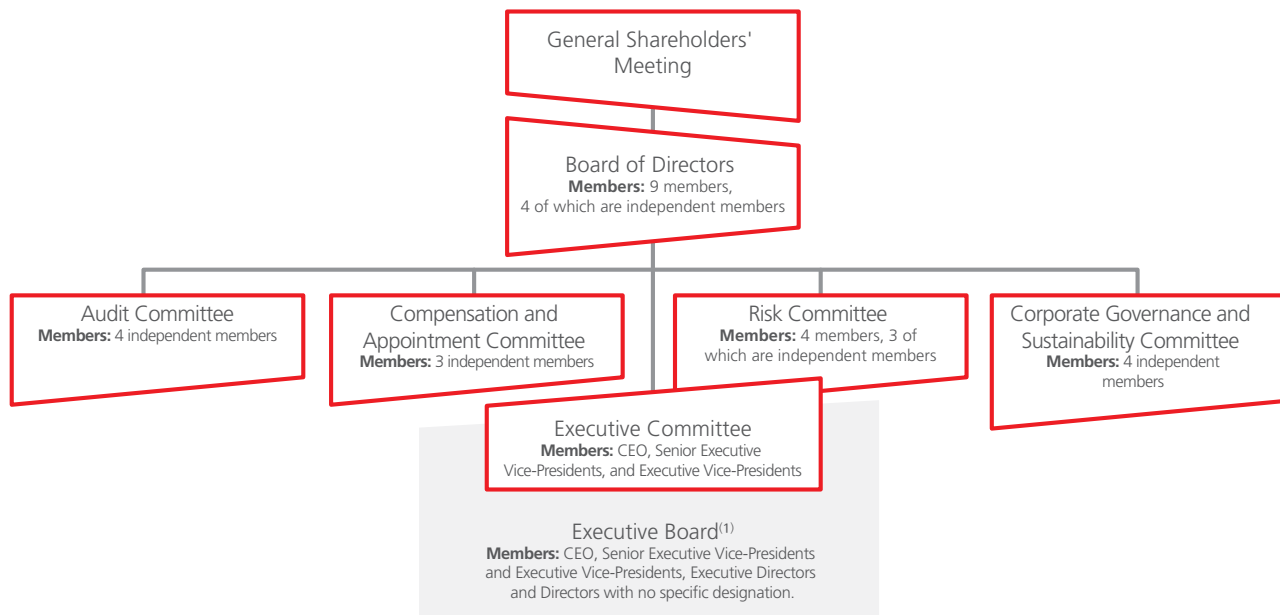 General Shareholders'
Meeting
Board of Directors
Members: 9 members,
4 of which are independent members
Audit Committee
Members: 4 independent members
Compensation and
Appointment Committee
Members: 3 independent members
Risk Committee
Members: 4 members, 3 of
which are independent members
Corporate Governance and
Sustainability Committee
Members: 4 independent
members
Executive Committee
Members: CEO, Senior Executive
Vice-Presidents, and Executive Vice-Presidents
Executive Board(1)
Members: CEO, Senior Executive Vice-Presidents
and Executive Vice-Presidents, Executive Directors
and Directors with no specific designation.